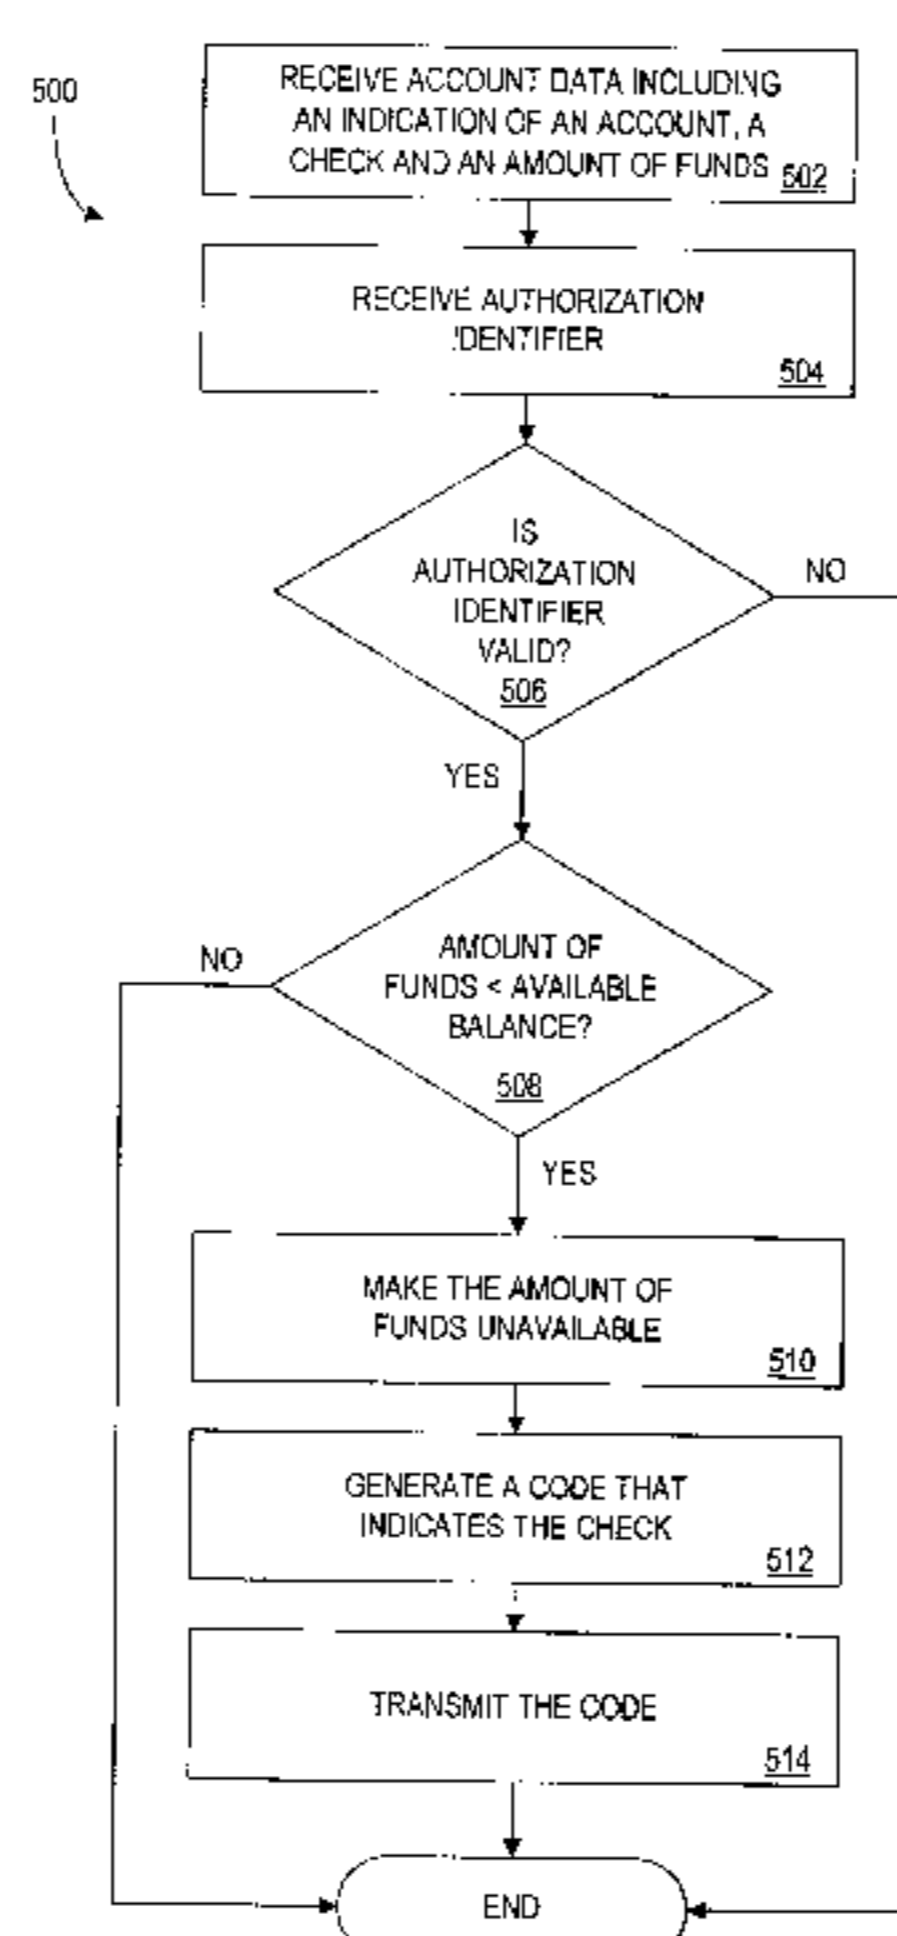 500
RECEIVE ACCOUNT DATA INCLUDING
AN INDICATION OF AN ACCOUNT, A
CHECK AND AN AMOUNT OF FUNDS
502
RECEIVE AUTHORIZATION
IDENTIFIER
504
IS
AUTHORIZATION
IDENTIFIER
VALID?
506
NO
YES
AMOUNT OF
FUNDS < AVAILABLE
BALANCE?
508
NO
YES
MAKE THE AMOUNT OF
FUNDS UNAVAILABLE
510
GENERATE A CODE THAT
INDICATES THE CHECK
512
TRANSMIT THE CODE
514
END